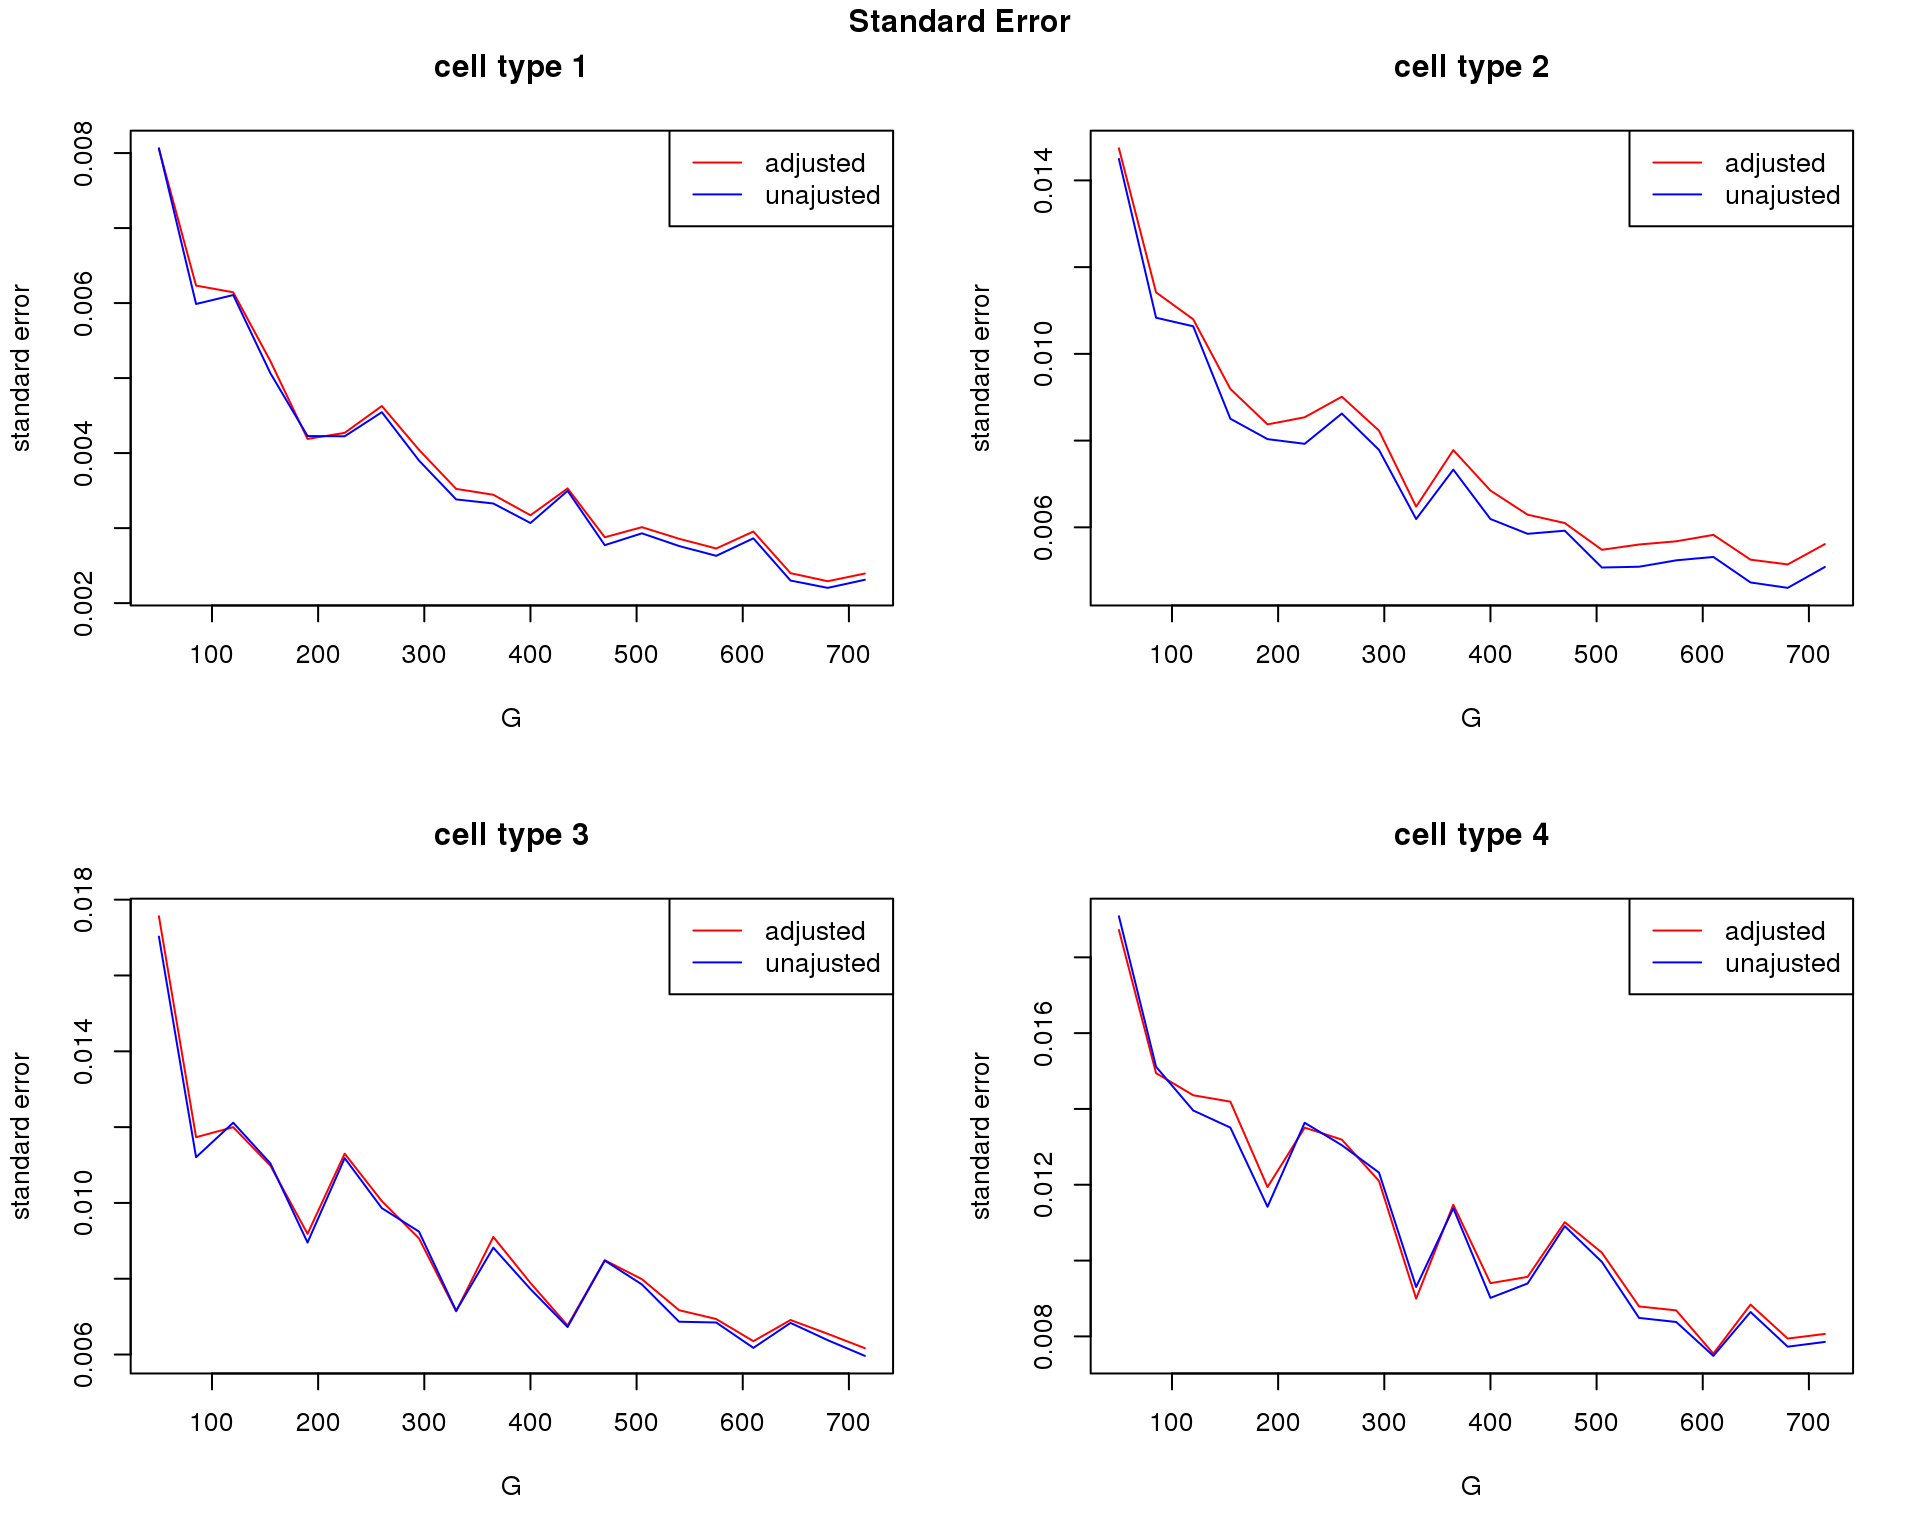 Standard Error
cell type 1
adjusted
unajusted
standard error
0.008
0.006
0.004
0.002
100 200 300 400 500 600 700
G
cell type 2
adjusted
unajusted
standard error
0.014
0.010
0.006
100 200 300 400 500 600 700
G
cell type 3
adjusted
unajusted
standard error
0.018
0.014
0.010
0.006
100 200 300 400 500 600 700
G
cell type 4
adjusted
unajusted
standard error
0.016
0.012
0.008
100 200 300 400 500 600 700
G